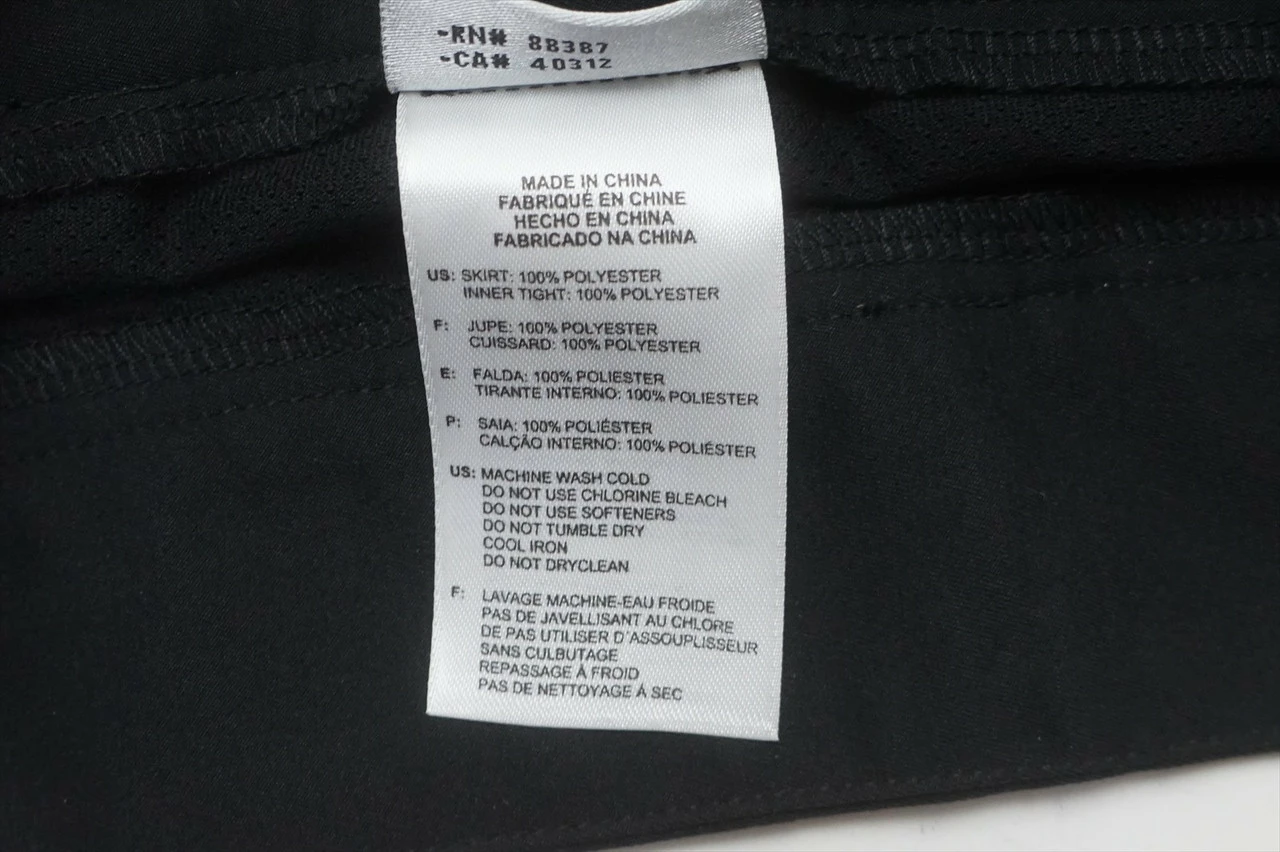 -RN# 88387
-CA# 40312
MADE IN CHINA
FABRIQUÉ EN CHINE
HECHO EN CHINA
FABRICADO NA CHINA
US: SKIRT: 100% POLYESTER
INNER TIGHT: 100% POLYESTER
F: JUPE: 100% POLYESTER
CUISSARD: 100% POLYESTER
E: FALDA: 100% POLIESTER
TIRANTE INTERNO: 100% POLIESTER
P: SAIA: 100% POLIÉSTER
CALÇÃO INTERNO: 100% POLIÉSTER
US: MACHINE WASH COLD
DO NOT USE CHLORINE BLEACH
DO NOT USE SOFTENERS
DO NOT TUMBLE DRY
COOL IRON
DO NOT DRYCLEAN
F: LAVAGE MACHINE-EAU FROIDE
PAS DE JAVELLISANT AU CHLORE
DE PAS UTILISER D'ASSOUPLISSEUR
SANS CULBUTAGE
REPASSAGE À FROID
PAS DE NETTOYAGE À SEC